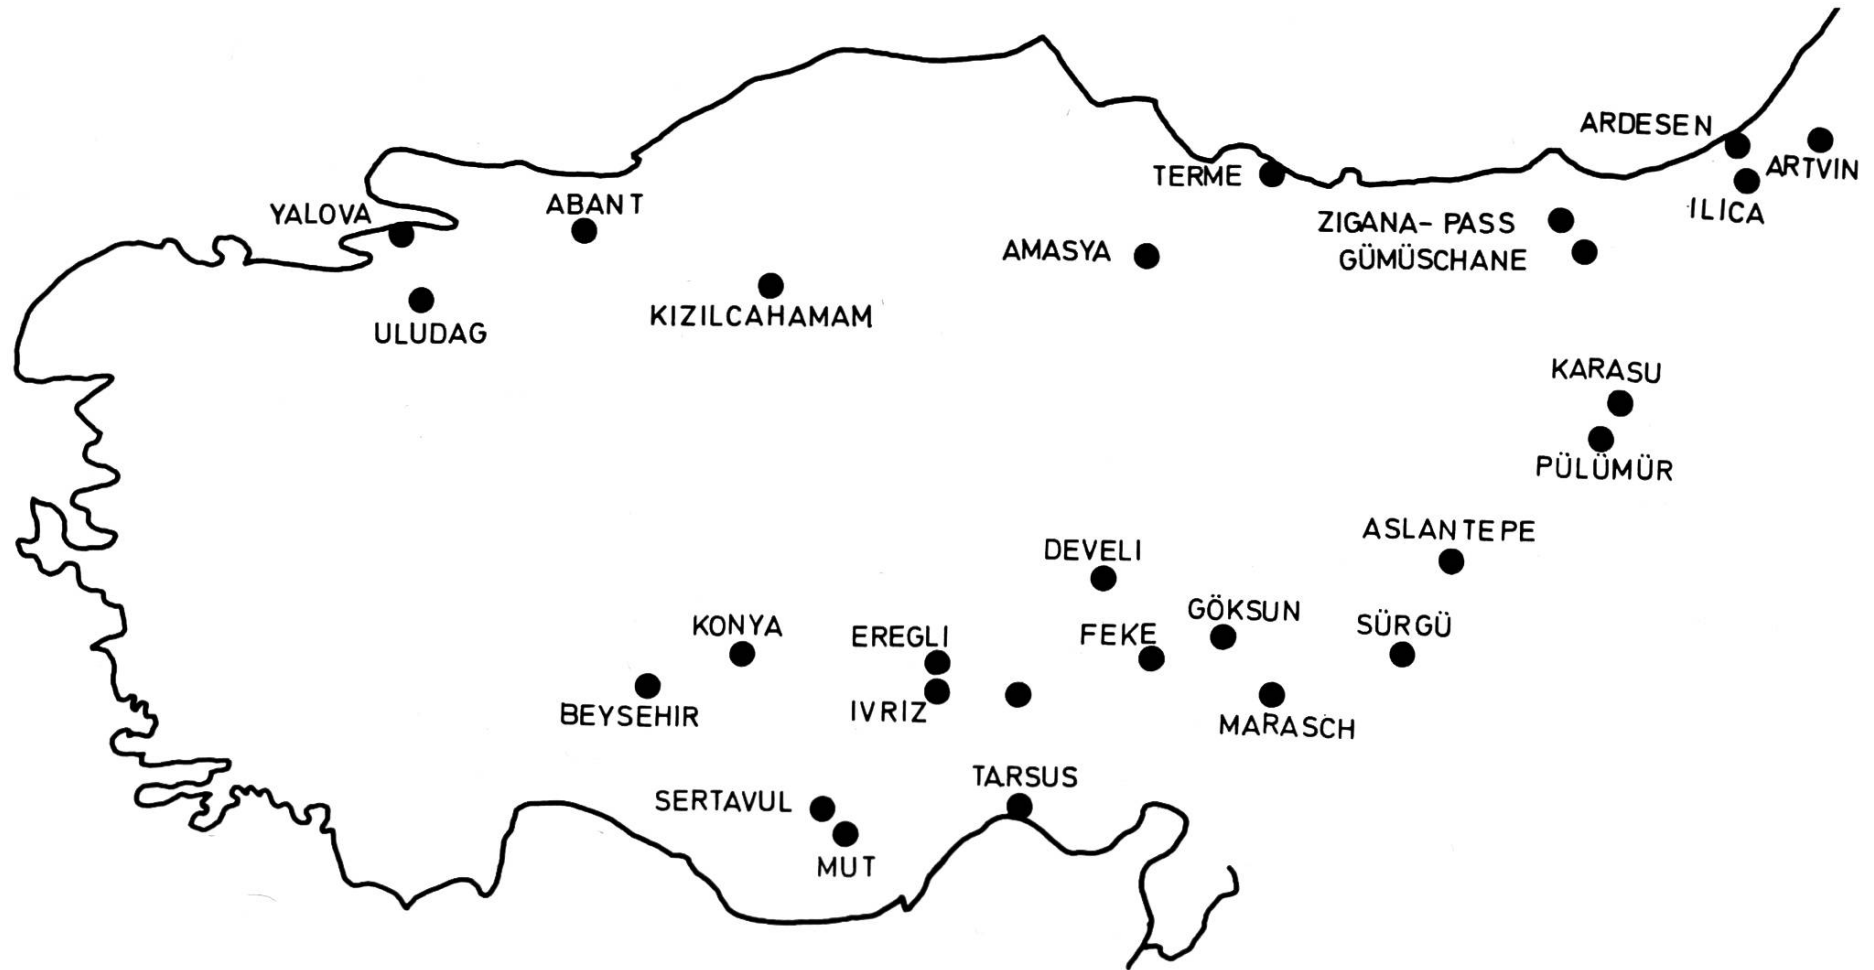 ARDESEN
ARTVIN
TERME
ILICA
YALOVA
ABANT
ZIGANA- PASS
AMASYA
GÜMÜSCHANE
KIZILCAHAMAM
ULUDAG
KARASU
PÜLÜMÜR
ASLANTEPE
DEVELI
GÖKSUN
KONYA
EREGLI
FEKE
SÜRGÜ
BEYSEHIR
IVRIZ
MARASCH
TARSUS
SERTAVUL
MUT